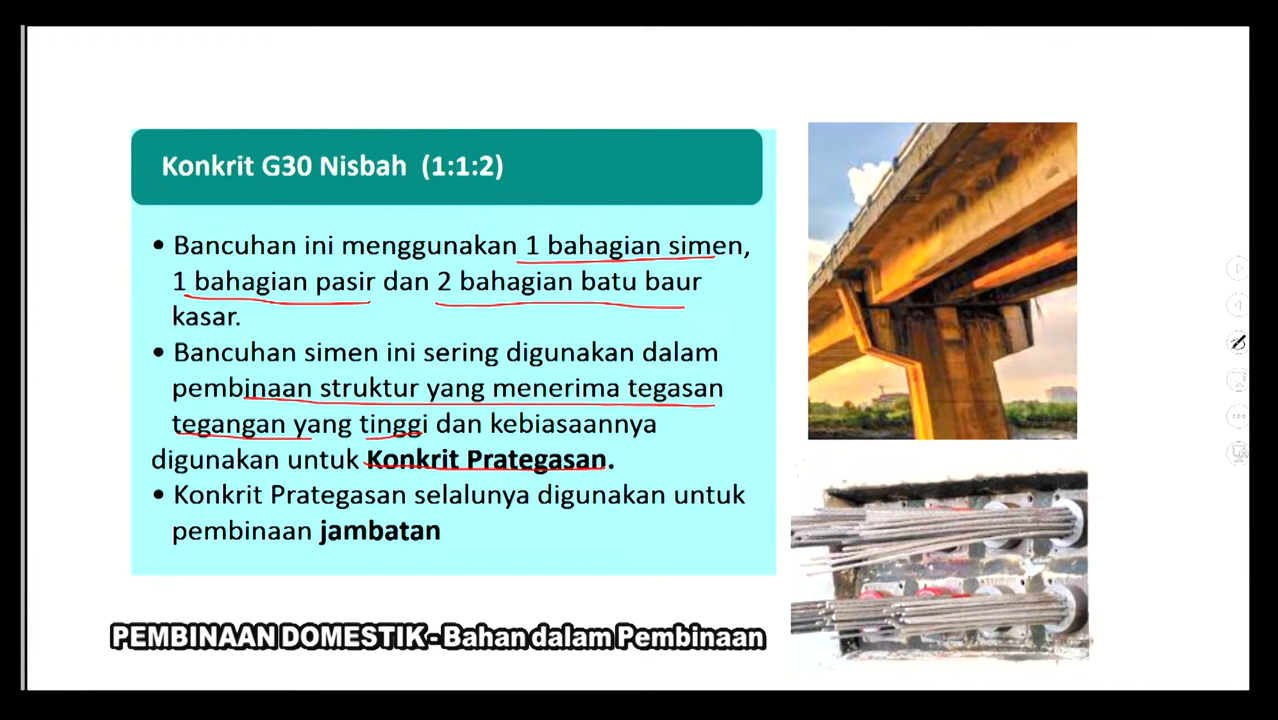 Konkrit G30 Nisbah (1:1:2)
• Bancuhan ini menggunakan 1 bahagian simen,
1 bahagian pasir dan 2 bahagian batu baur
kasar.
• Bancuhan simen ini sering digunakan dalam
pembinaan struktur yang menerima tegasan
tegangan yang tinggi dan kebiasaannya
digunakan untuk Konkrit Prategasan.
• Konkrit Prategasan selalunya digunakan untuk
pembinaan jambatan
PEMBINAAN DOMESTIK - Bahan dalam Pembinaan